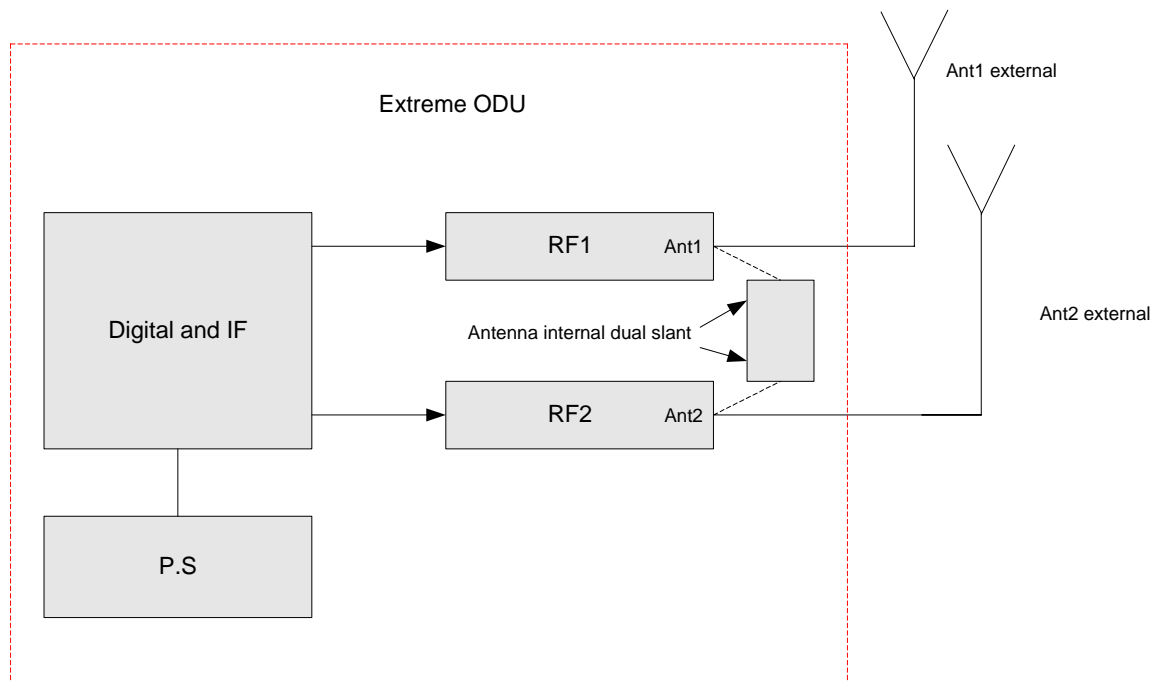 Ant1 external
Extreme ODU
RF1
Ant1
Digital and IF
Antenna internal dual slant
Ant2 external
RF2
Ant2
P.S